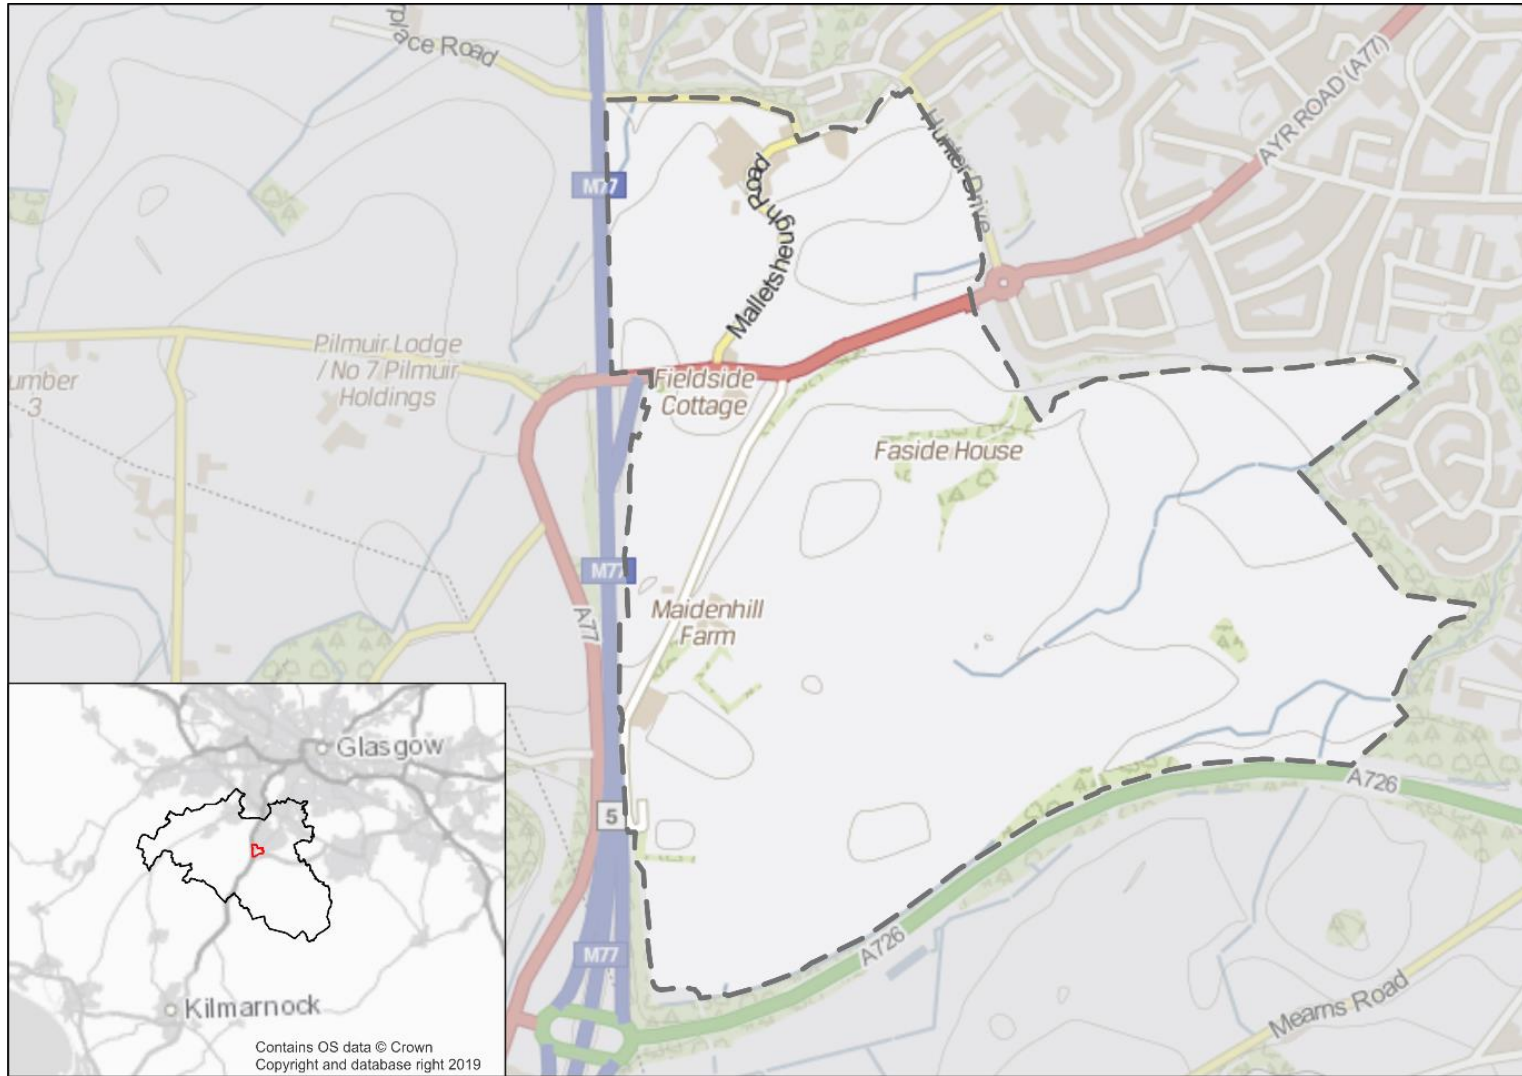 place Road
Hunter Drive
AYR ROAD (A77)
M77
Malletsheugh Road
Pilmuir Lodge
/ No 7 Pilmuir
Holdings
umber
3
Fieldside
Cottage
Faside House
M77
A77
Maidenhill
Farm
5
A726
A726
M77
Mearns Road
Glasgow
Kilmarnock
Contains OS data © Crown
Copyright and database right 2019